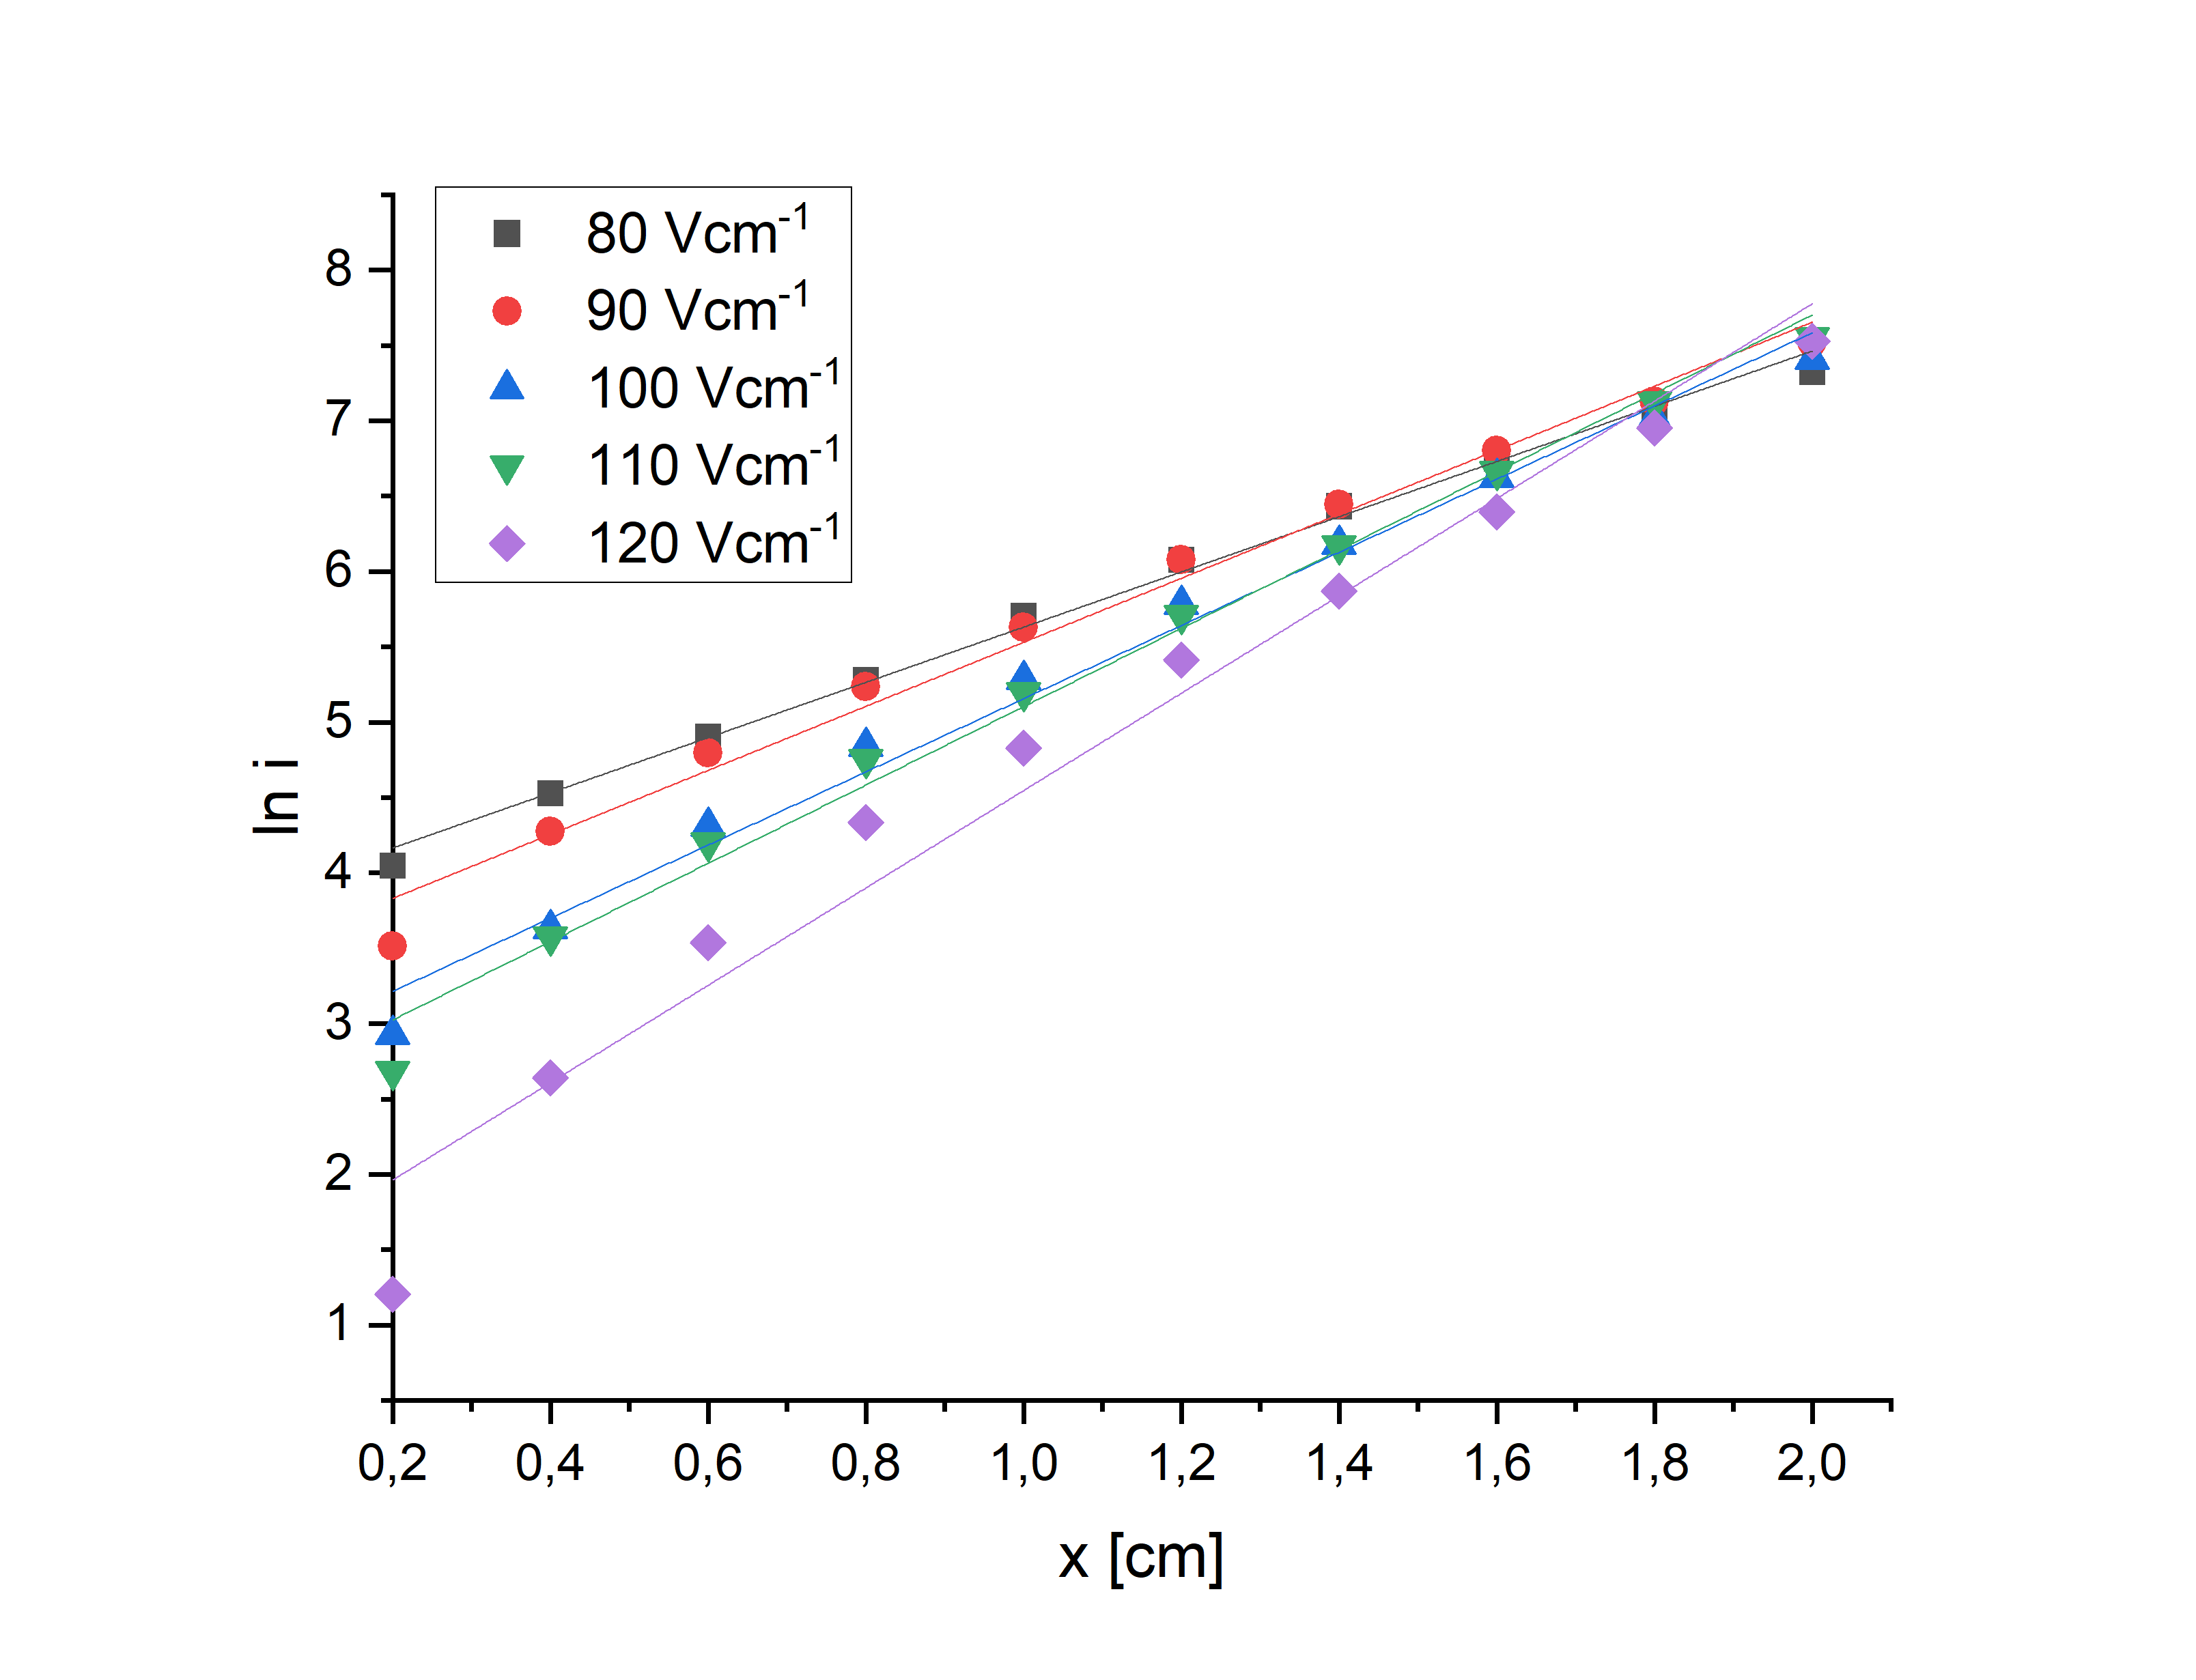 80 Vcm⁻¹
90 Vcm⁻¹
100 Vcm⁻¹
110 Vcm⁻¹
120 Vcm⁻¹
8
7
6
5
4
3
2
1
ln i
0,2 0,4 0,6 0,8 1,0 1,2 1,4 1,6 1,8 2,0
x [cm]